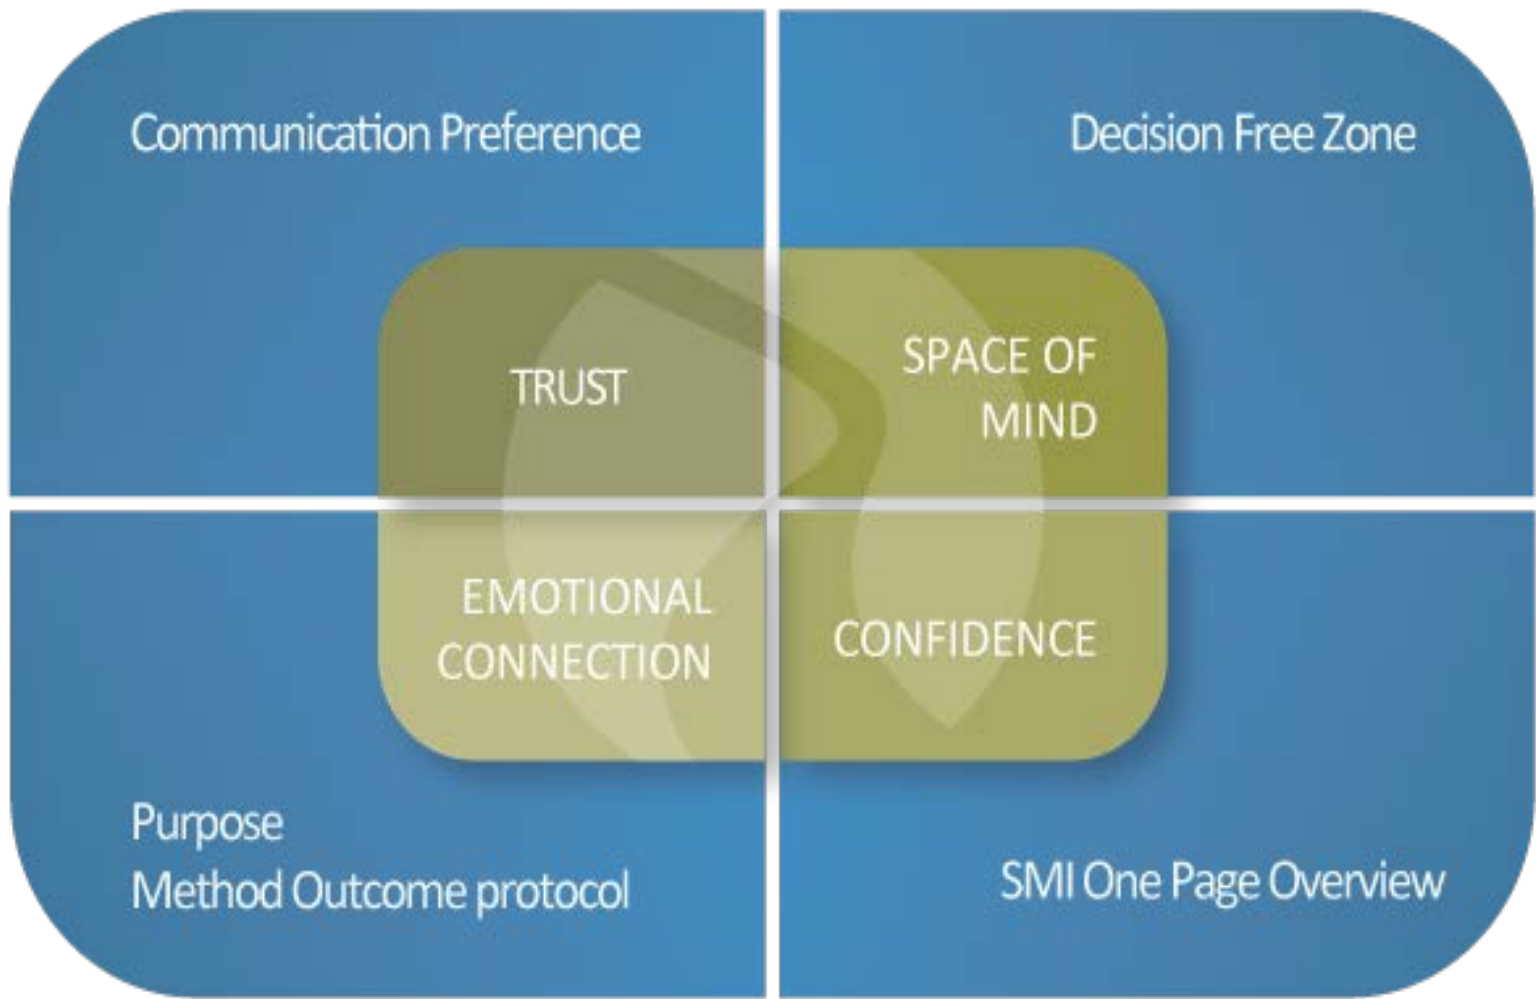 Communication Preference
Decision Free Zone
TRUST
SPACE OF
MIND
EMOTIONAL
CONNECTION
CONFIDENCE
Purpose
Method Outcome protocol
SMI One Page Overview